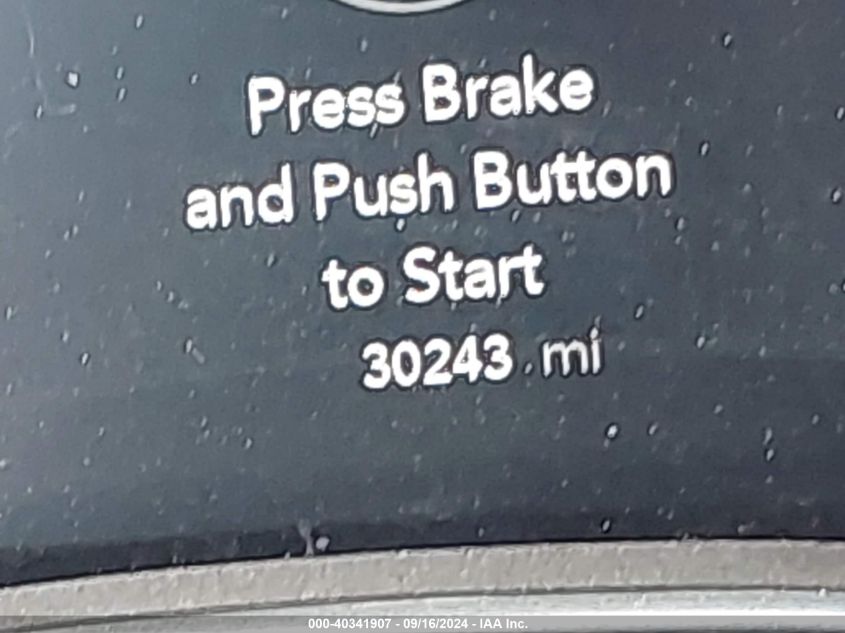 Press Brake
and Push Button
to Start
30243 mi
000-40341907 - 09/16/2024 - IAA Inc.